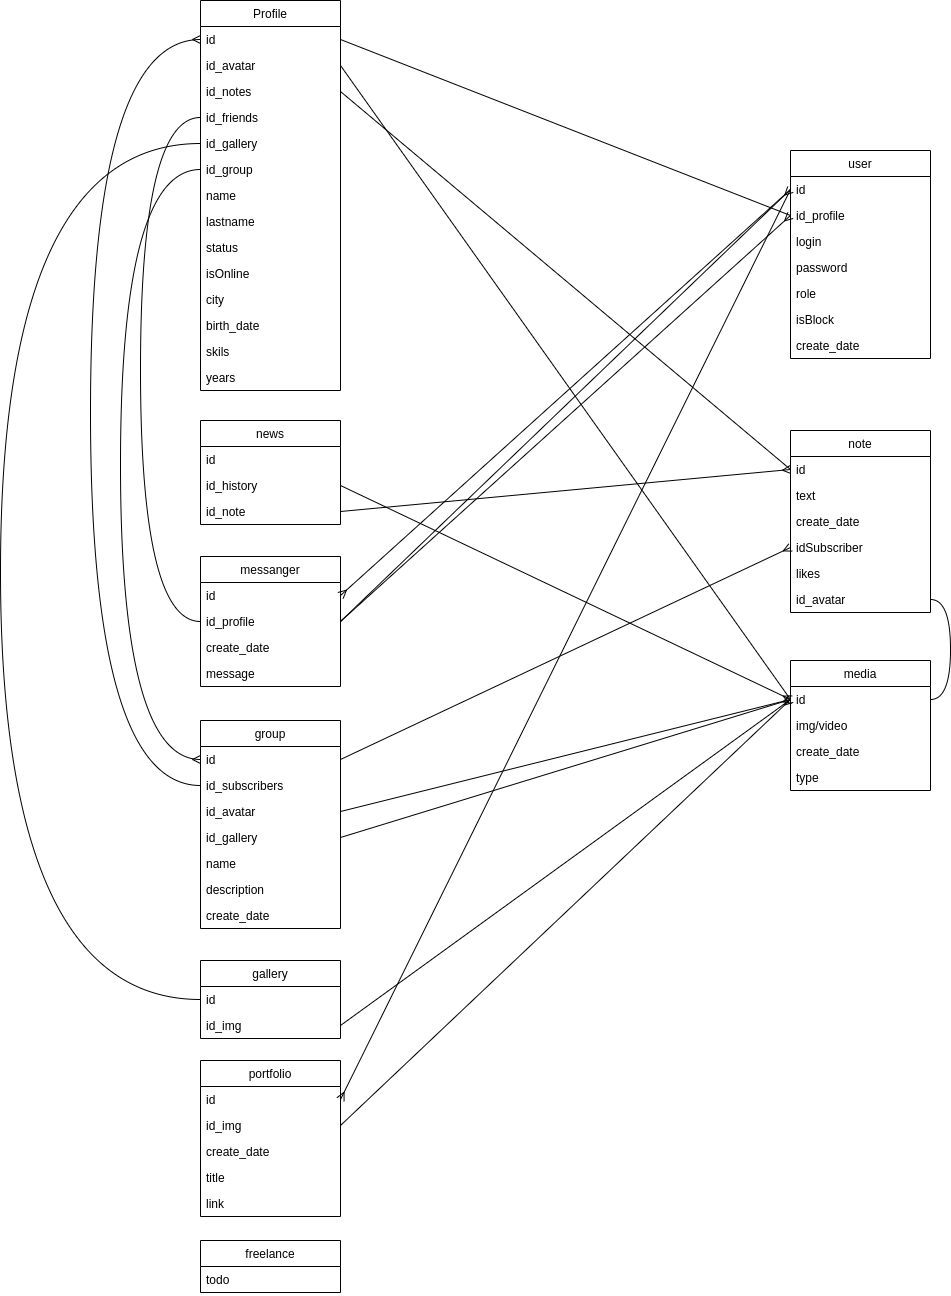 Profile
id
id_avatar
id_notes
id_friends
id_gallery
id_group
name
lastname
status
isOnline
city
birth_date
skils
years
news
id
id_history
id_note
messanger
id
id_profile
create_date
message
group
id
id_subscribers
id_avatar
id_gallery
name
description
create_date
gallery
id
id_img
portfolio
id
id_img
create_date
title
link
freelance
todo
user
id
id_profile
login
password
role
isBlock
create_date
note
id
text
create_date
idSubscriber
likes
id_avatar
media
id
img/video
create_date
type